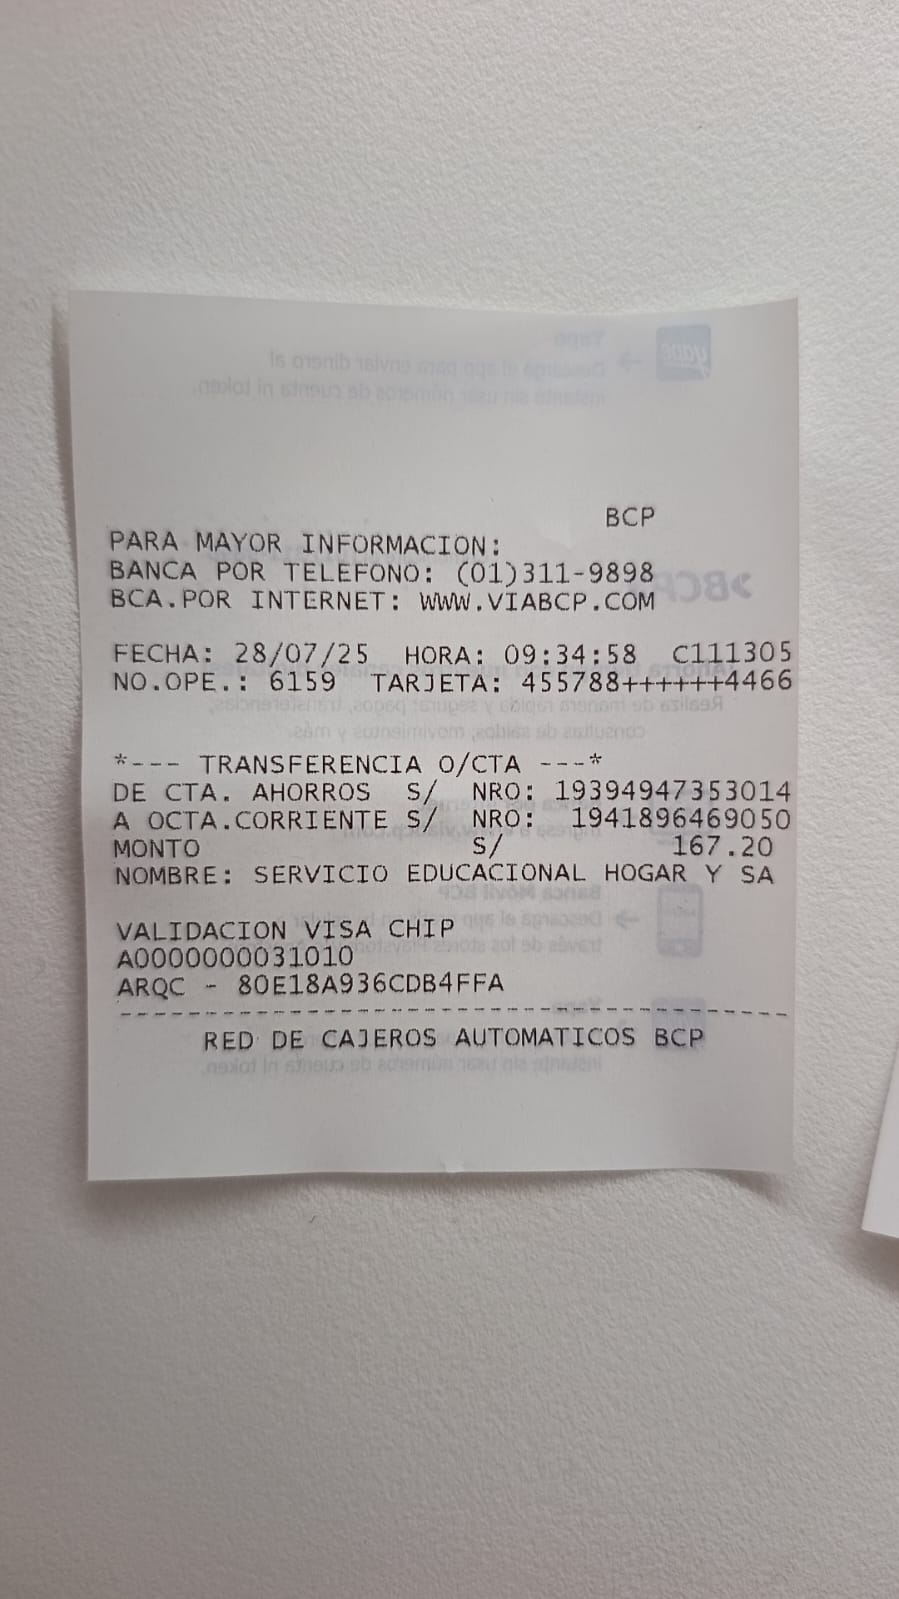 BCP
PARA MAYOR INFORMACION:
BANCA POR TELEFONO: (01)311-9898
BCA.POR INTERNET: WWW.VIABCP.COM
FECHA: 28/07/25 HORA: 09:34:58 C111305
NO.OPE.: 6159 TARJETA: 455788++++++4466
*--- TRANSFERENCIA O/CTA ---*
DE CTA. AHORROS S/ NRO: 19394947353014
A OCTA.CORRIENTE S/ NRO: 1941896469050
MONTO S/ 167.20
NOMBRE: SERVICIO EDUCACIONAL HOGAR Y SA
VALIDACION VISA CHIP
A0000000031010
ARQC - 80E18A936CDB4FFA
--------------------------------------
RED DE CAJEROS AUTOMATICOS BCP